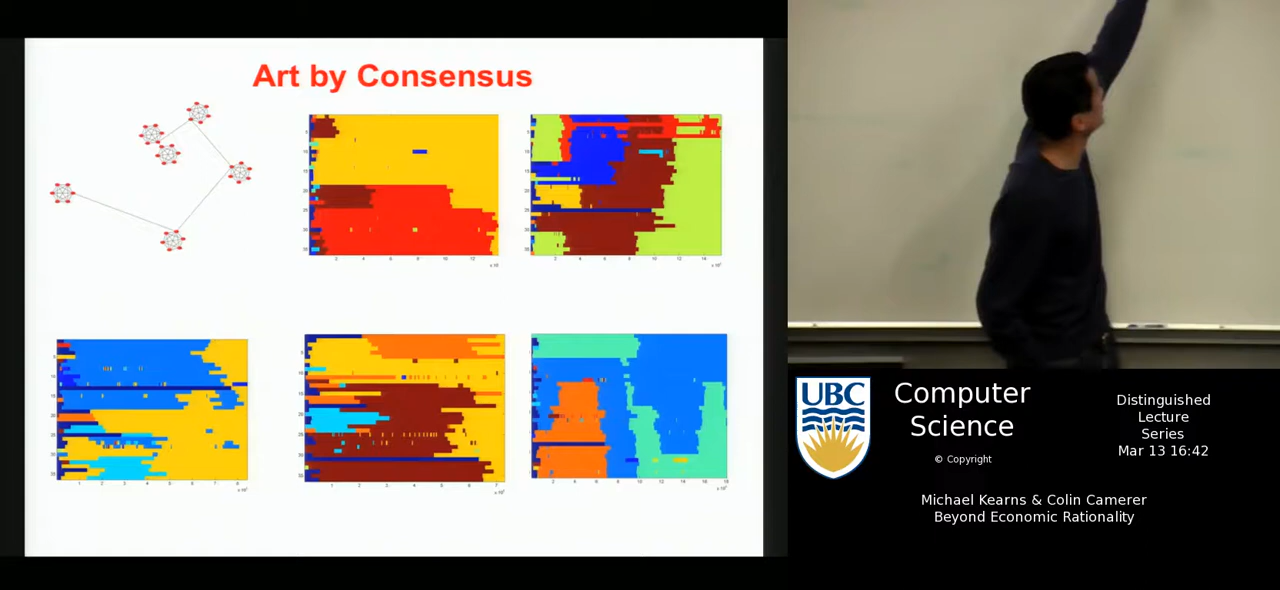 Art by Consensus
UBC
Computer
Science
© Copyright
Distinguished
Lecture
Series
Mar 13 16:42
Michael Kearns & Colin Camerer
Beyond Economic Rationality